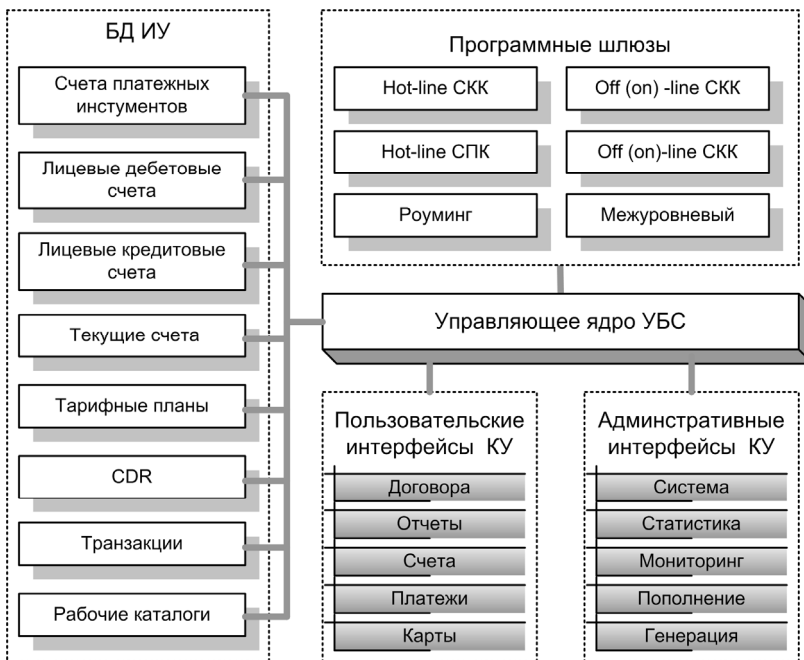 БД ИУ
Счета платежных
инстументов
Лицевые дебетовые
счета
Лицевые кредитовые
счета
Текущие счета
Тарифные планы
CDR
Транзакции
Рабочие каталоги
Программные шлюзы
Hot-line СКК
Off (on) -line СКК
Hot-line СПК
Off (on)-line СКК
Роуминг
Межуровневый
Управляющее ядро УБС
Пользовательские
интерфейсы КУ
Договора
Отчеты
Счета
Платежи
Карты
Админстративные
интерфейсы КУ
Система
Статистика
Мониторинг
Пополнение
Генерация